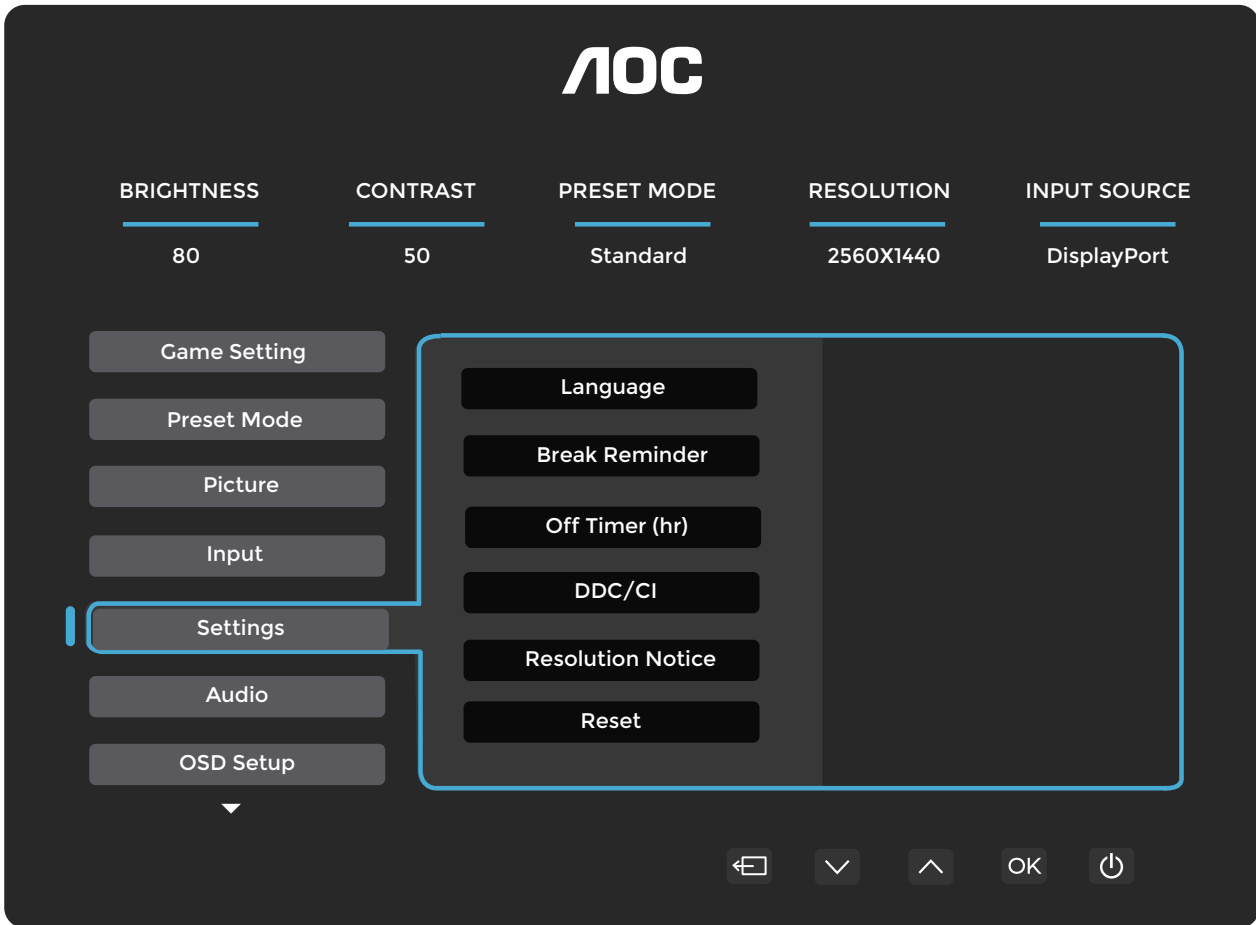 AOC
BRIGHTNESS CONTRAST PRESET MODE RESOLUTION INPUT SOURCE
80 50 Standard 2560X1440 DisplayPort
Game Setting
Preset Mode
Picture
Input
Settings
Audio
OSD Setup
Language
Break Reminder
Off Timer (hr)
DDC/CI
Resolution Notice
Reset
OK